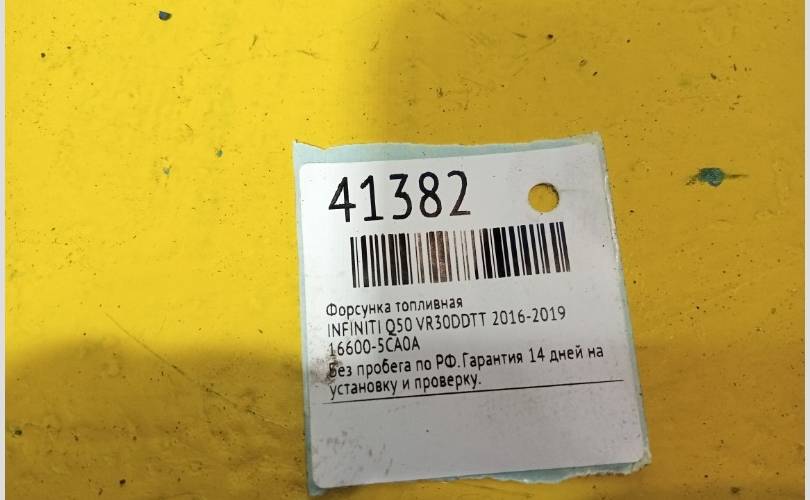 41382
Форсунка топливная
INFINITI Q50 VR30DDTT 2016-2019
16600-5CA0A
Без пробега по РФ.Гарантия 14 дней на
установку и проверку.